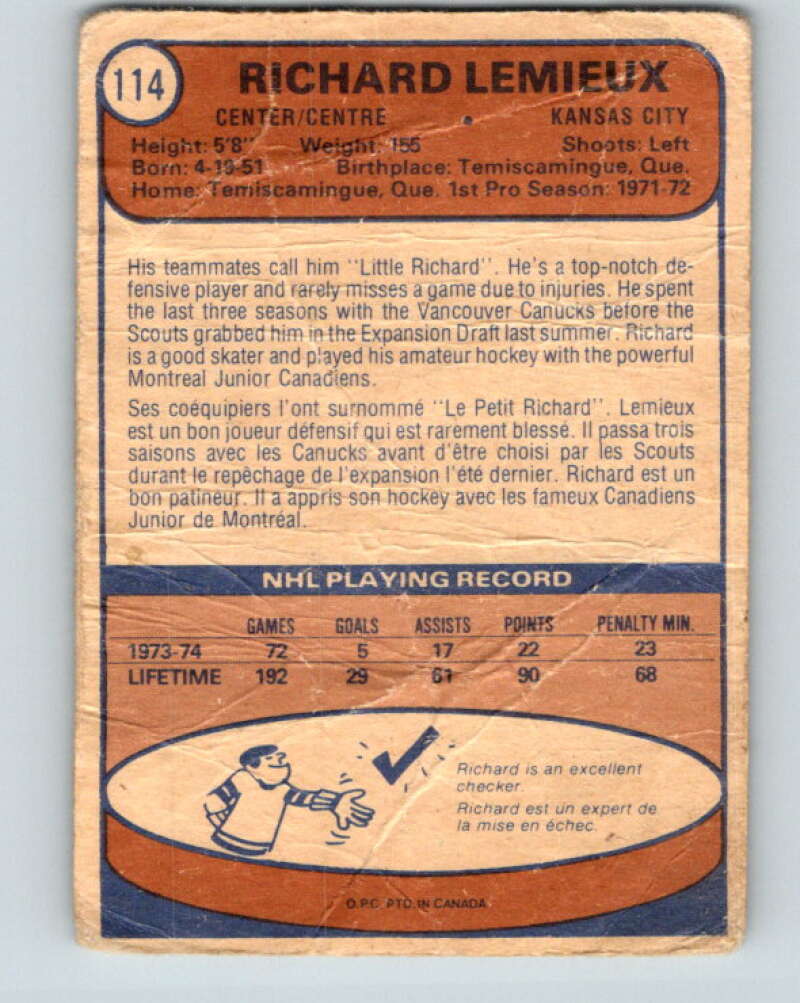 114
RICHARD LEMIEUX
CENTER/CENTRE • KANSAS CITY
Height: 5'8" Weight: 155 Shoots: Left
Born: 4-19-51 Birthplace: Temiscamingue, Que.
Home: Temiscamingue, Que. 1st Pro Season: 1971-72
His teammates call him "Little Richard". He's a top-notch de-
fensive player and rarely misses a game due to injuries. He spent
the last three seasons with the Vancouver Canucks before the
Scouts grabbed him in the Expansion Draft last summer. Richard
is a good skater and played his amateur hockey with the powerful
Montreal Junior Canadiens.
Ses coéquipiers l'ont surnommé "Le Petit Richard". Lemieux
est un bon joueur défensif qui est rarement blessé. Il passa trois
saisons avec les Canucks avant d'être choisi par les Scouts
durant le repêchage de l'expansion l'été dernier. Richard est un
bon patineur. Il a appris son hockey avec les fameux Canadiens
Junior de Montréal.
NHL PLAYING RECORD
GAMES GOALS ASSISTS POINTS PENALTY MIN.
1973-74 72 5 17 22 23
LIFETIME 192 29 61 90 68
Richard is an excellent
checker.
Richard est un expert de
la mise en échec.
O.P.C. PTD. IN CANADA